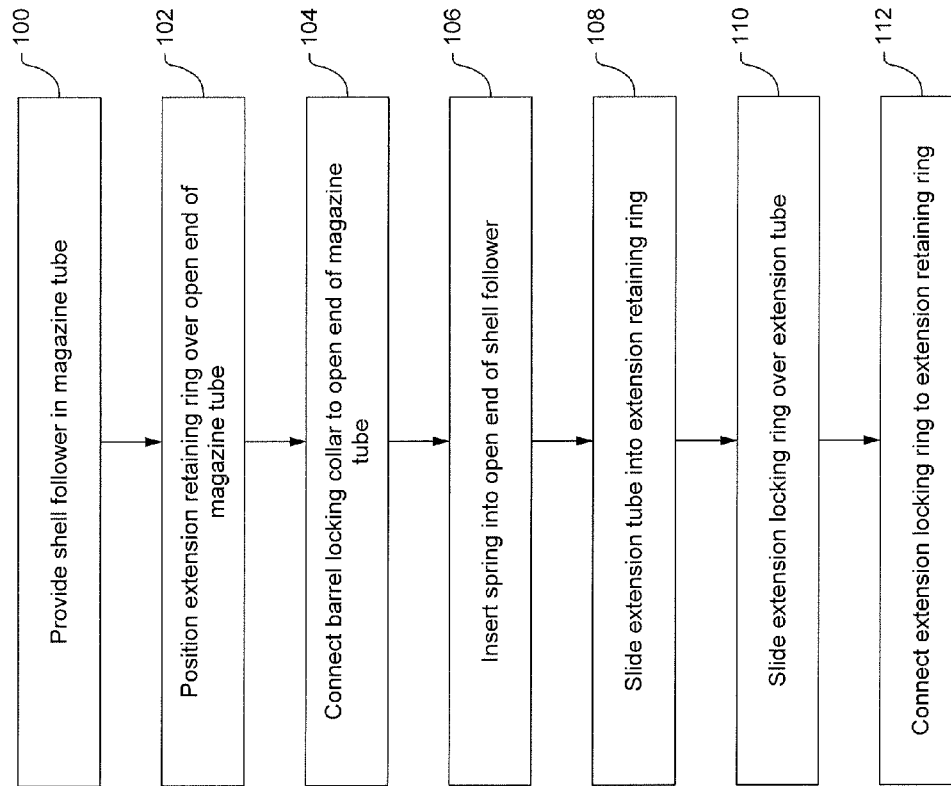 100
Provide shell follower in magazine tube
102
Position extension retaining ring over open end of
magazine tube
104
Connect barrel locking collar to open end of magazine
tube
106
Insert spring into open end of shell follower
108
Slide extension tube into extension retaining ring
110
Slide extension locking ring over extension tube
112
Connect extension locking ring to extension retaining ring